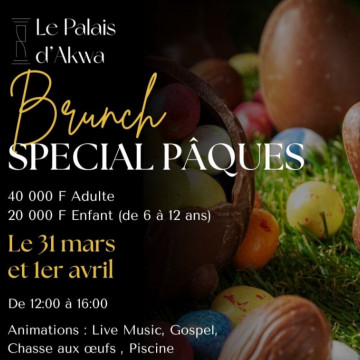 Le Palais
d'Akwa
Brunch
SPECIAL PÂQUES
40 000 F Adulte
20 000 F Enfant (de 6 à 12 ans)
Le 31 mars
et 1er avril
De 12:00 à 16:00
Animations : Live Music, Gospel,
Chasse aux œufs , Piscine